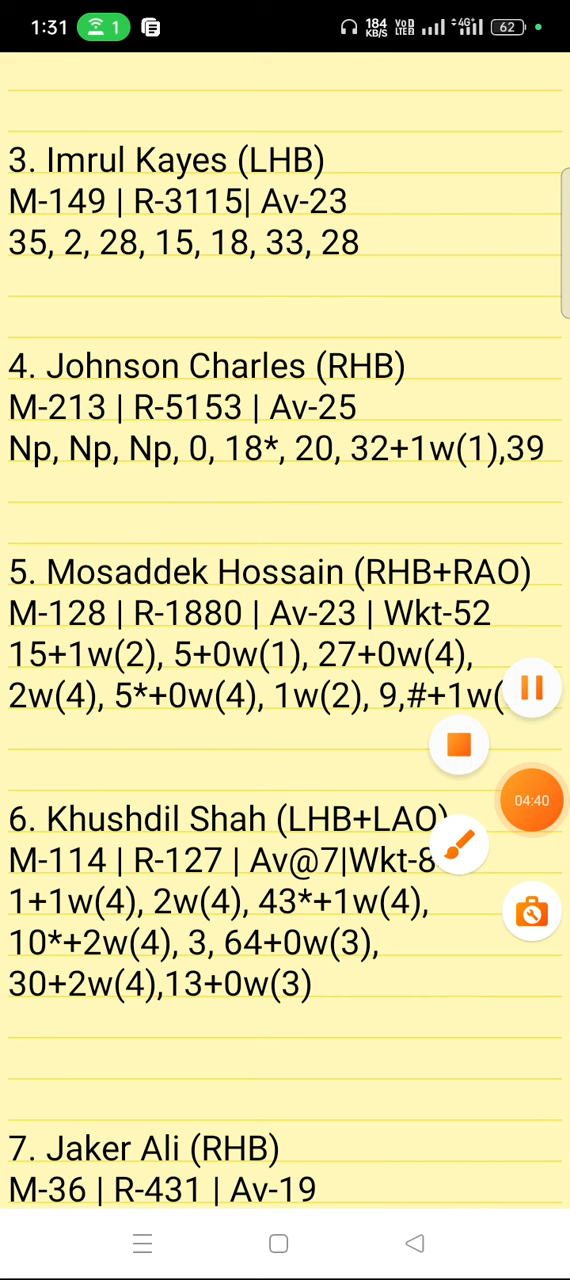 1:31 1 184 KB/S Vo LTE 2 4G+ 62
3. Imrul Kayes (LHB)
M-149 | R-3115| Av-23
35, 2, 28, 15, 18, 33, 28
4. Johnson Charles (RHB)
M-213 | R-5153 | Av-25
Np, Np, Np, 0, 18*, 20, 32+1w(1),39
5. Mosaddek Hossain (RHB+RAO)
M-128 | R-1880 | Av-23 | Wkt-52
15+1w(2), 5+0w(1), 27+0w(4),
2w(4), 5*+0w(4), 1w(2), 9,#+1w(
04:40
6. Khushdil Shah (LHB+LAO)
M-114 | R-127 | Av@7|Wkt-8
1+1w(4), 2w(4), 43*+1w(4),
10*+2w(4), 3, 64+0w(3),
30+2w(4),13+0w(3)
7. Jaker Ali (RHB)
M-36 | R-431 | Av-19